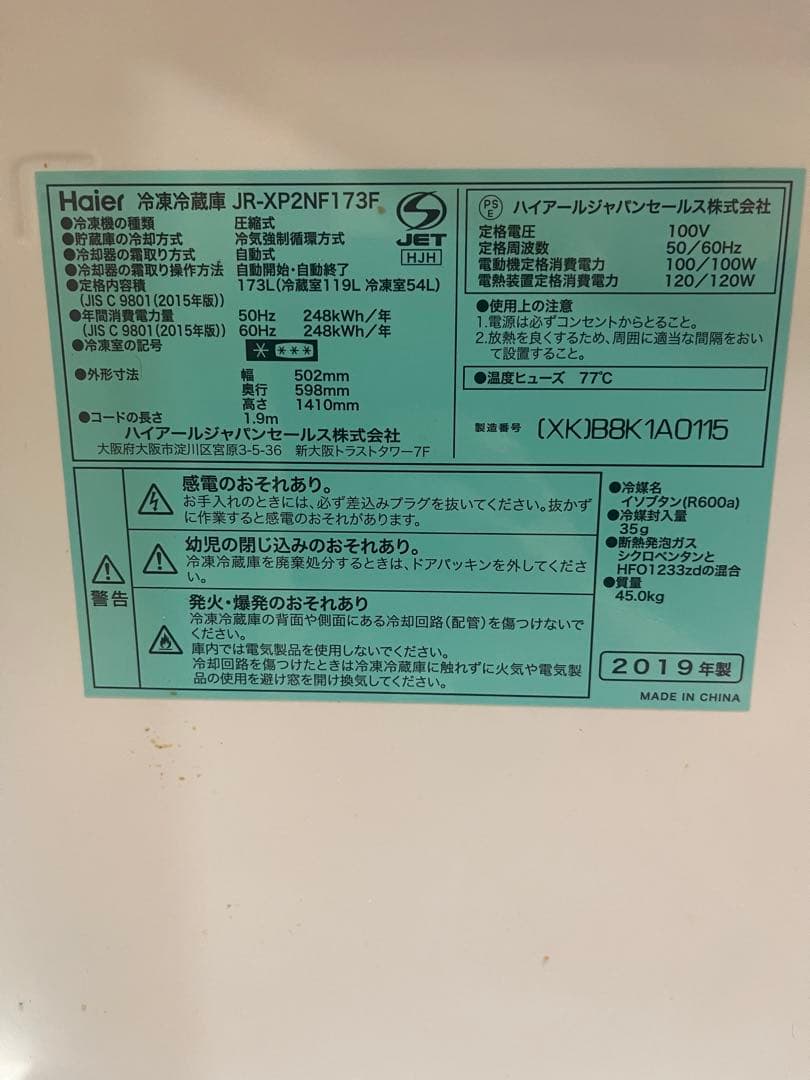 Haier 冷凍冷蔵庫 JR-XP2NF173F
●冷凍機の種類 圧縮式
●貯蔵庫の冷却方式 冷気強制循環方式
●冷却器の霜取り方式 自動式
●冷却器の霜取り操作方法 自動開始・自動終了
●定格内容積 173L(冷蔵室119L 冷凍室54L)
(JIS C 9801(2015年版))
●年間消費電力量 50Hz 248kWh/年
(JIS C 9801(2015年版)) 60Hz 248kWh/年
●冷凍室の記号
●外形寸法 幅 502mm
奥行 598mm
高さ 1410mm
●コードの長さ 1.9m
ハイアールジャパンセールス株式会社
大阪府大阪市淀川区宮原3-5-36 新大阪トラストタワー7F
JET
HJH
PS
E
ハイアールジャパンセールス株式会社
定格電圧 100V
定格周波数 50/60Hz
電動機定格消費電力 100/100W
電熱装置定格消費電力 120/120W
●使用上の注意
1.電源は必ずコンセントからとること。
2.放熱を良くするため、周囲に適当な間隔をおい
て設置すること。
●温度ヒューズ 77℃
製造番号 (XK)B8K1A0115
警告
感電のおそれあり。
お手入れのときには、必ず差込みプラグを抜いてください。抜かず
に作業すると感電のおそれがあります。
幼児の閉じ込みのおそれあり。
冷凍冷蔵庫を廃棄処分するときは、ドアパッキンを外してくださ
い。
発火・爆発のおそれあり
冷凍冷蔵庫の背面や側面にある冷却回路(配管)を傷つけないで
ください。
庫内では電気製品を使用しないでください。
冷却回路を傷つけたときは冷凍冷蔵庫に触れずに火気や電気製
品の使用を避け窓を開け換気してください。
●冷媒名
イソブタン(R600a)
●冷媒封入量
35g
●断熱発泡ガス
シクロペンタンと
HFO1233zdの混合
●質量
45.0kg
2019年製
MADE IN CHINA